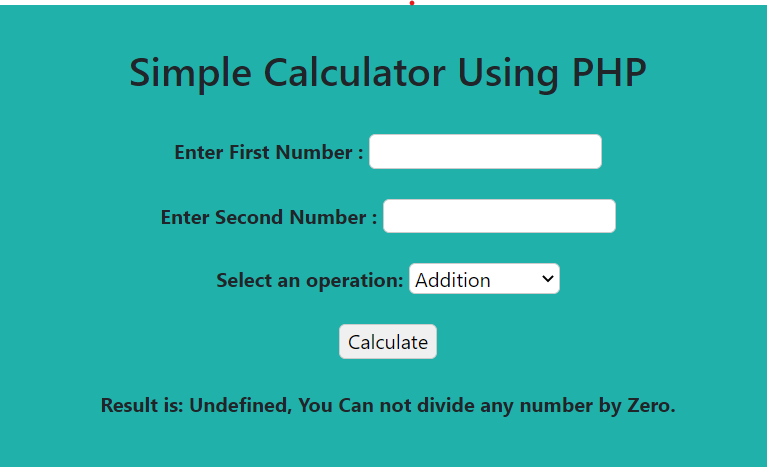 Simple Calculator Using PHP
Enter First Number :
Enter Second Number :
Select an operation: Addition
Calculate
Result is: Undefined, You Can not divide any number by Zero.